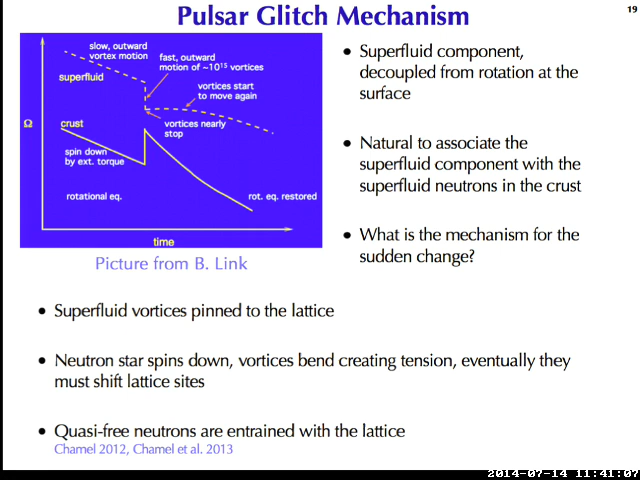 Pulsar Glitch Mechanism
19
slow, outward
vortex motion
fast, outward
motion of ~10¹⁵ vortices
superfluid
vortices start
to move again
Ω
crust
vortices nearly
stop
spin down
by ext. torque
rotational eq.
rot. eq. restored
time
Picture from B. Link
• Superfluid component,
decoupled from rotation at the
surface
• Natural to associate the
superfluid component with the
superfluid neutrons in the crust
• What is the mechanism for the
sudden change?
• Superfluid vortices pinned to the lattice
• Neutron star spins down, vortices bend creating tension, eventually they
must shift lattice sites
• Quasi-free neutrons are entrained with the lattice
Chamel 2012, Chamel et al. 2013
2014-07-14 11:41:07